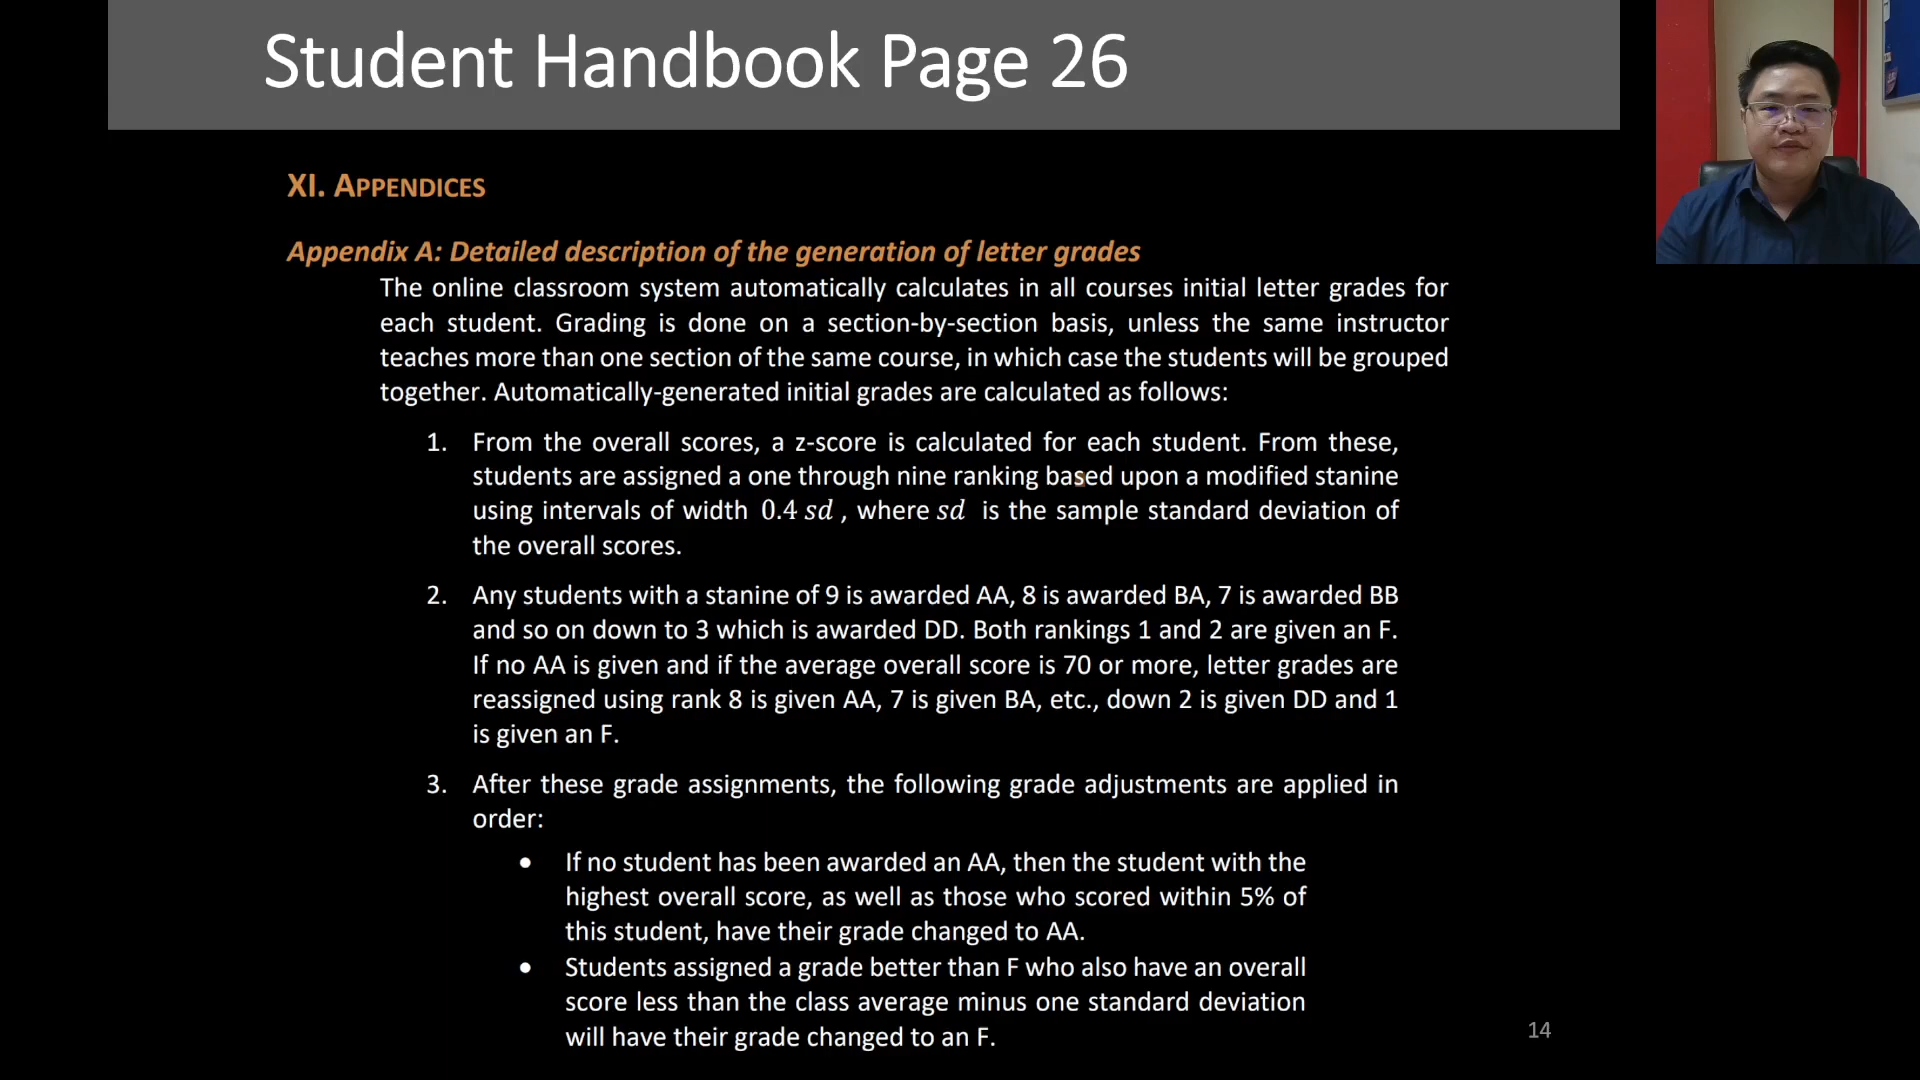 Student Handbook Page 26
XI. APPENDICES
Appendix A: Detailed description of the generation of letter grades
The online classroom system automatically calculates in all courses initial letter grades for
each student. Grading is done on a section-by-section basis, unless the same instructor
teaches more than one section of the same course, in which case the students will be grouped
together. Automatically-generated initial grades are calculated as follows:
1. From the overall scores, a z-score is calculated for each student. From these,
students are assigned a one through nine ranking based upon a modified stanine
using intervals of width 0.4 sd , where sd is the sample standard deviation of
the overall scores.
2. Any students with a stanine of 9 is awarded AA, 8 is awarded BA, 7 is awarded BB
and so on down to 3 which is awarded DD. Both rankings 1 and 2 are given an F.
If no AA is given and if the average overall score is 70 or more, letter grades are
reassigned using rank 8 is given AA, 7 is given BA, etc., down 2 is given DD and 1
is given an F.
3. After these grade assignments, the following grade adjustments are applied in
order:
• If no student has been awarded an AA, then the student with the
highest overall score, as well as those who scored within 5% of
this student, have their grade changed to AA.
• Students assigned a grade better than F who also have an overall
score less than the class average minus one standard deviation
will have their grade changed to an F.
14